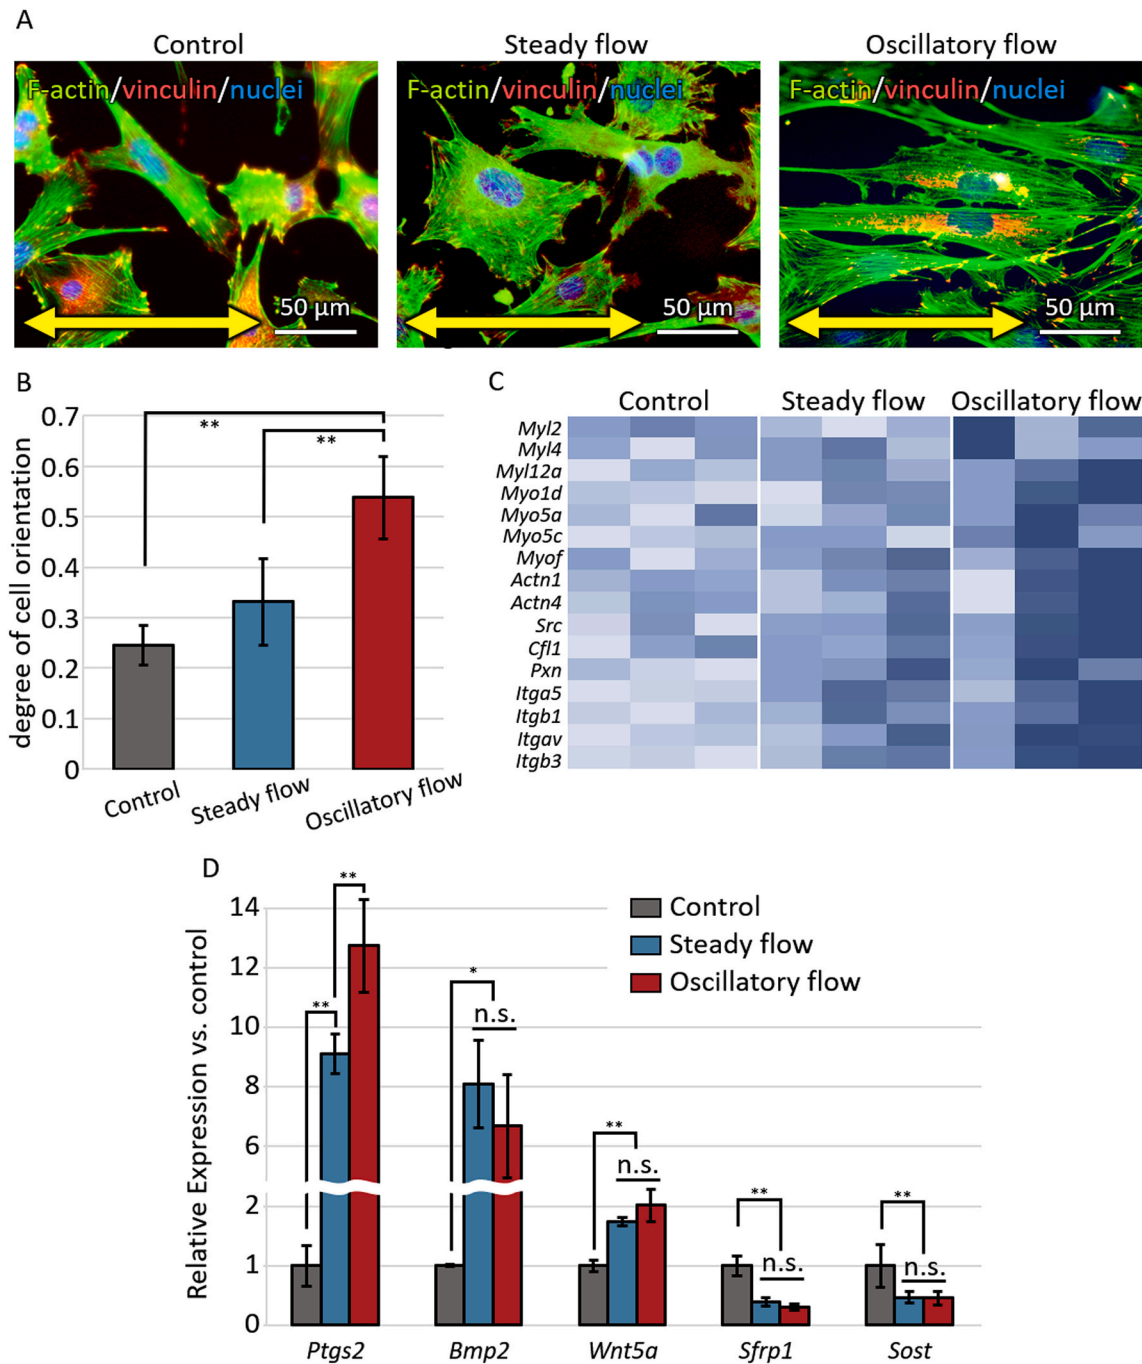 A
Control
Steady flow
Oscillatory flow
F-actin/vinculin/nuclei
F-actin/vinculin/nuclei
F-actin/vinculin/nuclei
50 µm
50 µm
50 µm
B
degree of cell orientation
0.7
0.6
0.5
0.4
0.3
0.2
0.1
0
**
**
Control
Steady flow
Oscillatory flow
C
Control
Steady flow
Oscillatory flow
Myl2
Myl4
Myl12a
Myo1d
Myo5a
Myo5c
Myof
Actn1
Actn4
Src
Cfl1
Pxn
Itga5
Itgb1
Itgav
Itgb3
D
Relative Expression vs. control
14
12
10
8
6
2
1
0
Control
Steady flow
Oscillatory flow
**
**
*
n.s.
**
n.s.
**
n.s.
**
n.s.
Ptgs2
Bmp2
Wnt5a
Sfrp1
Sost